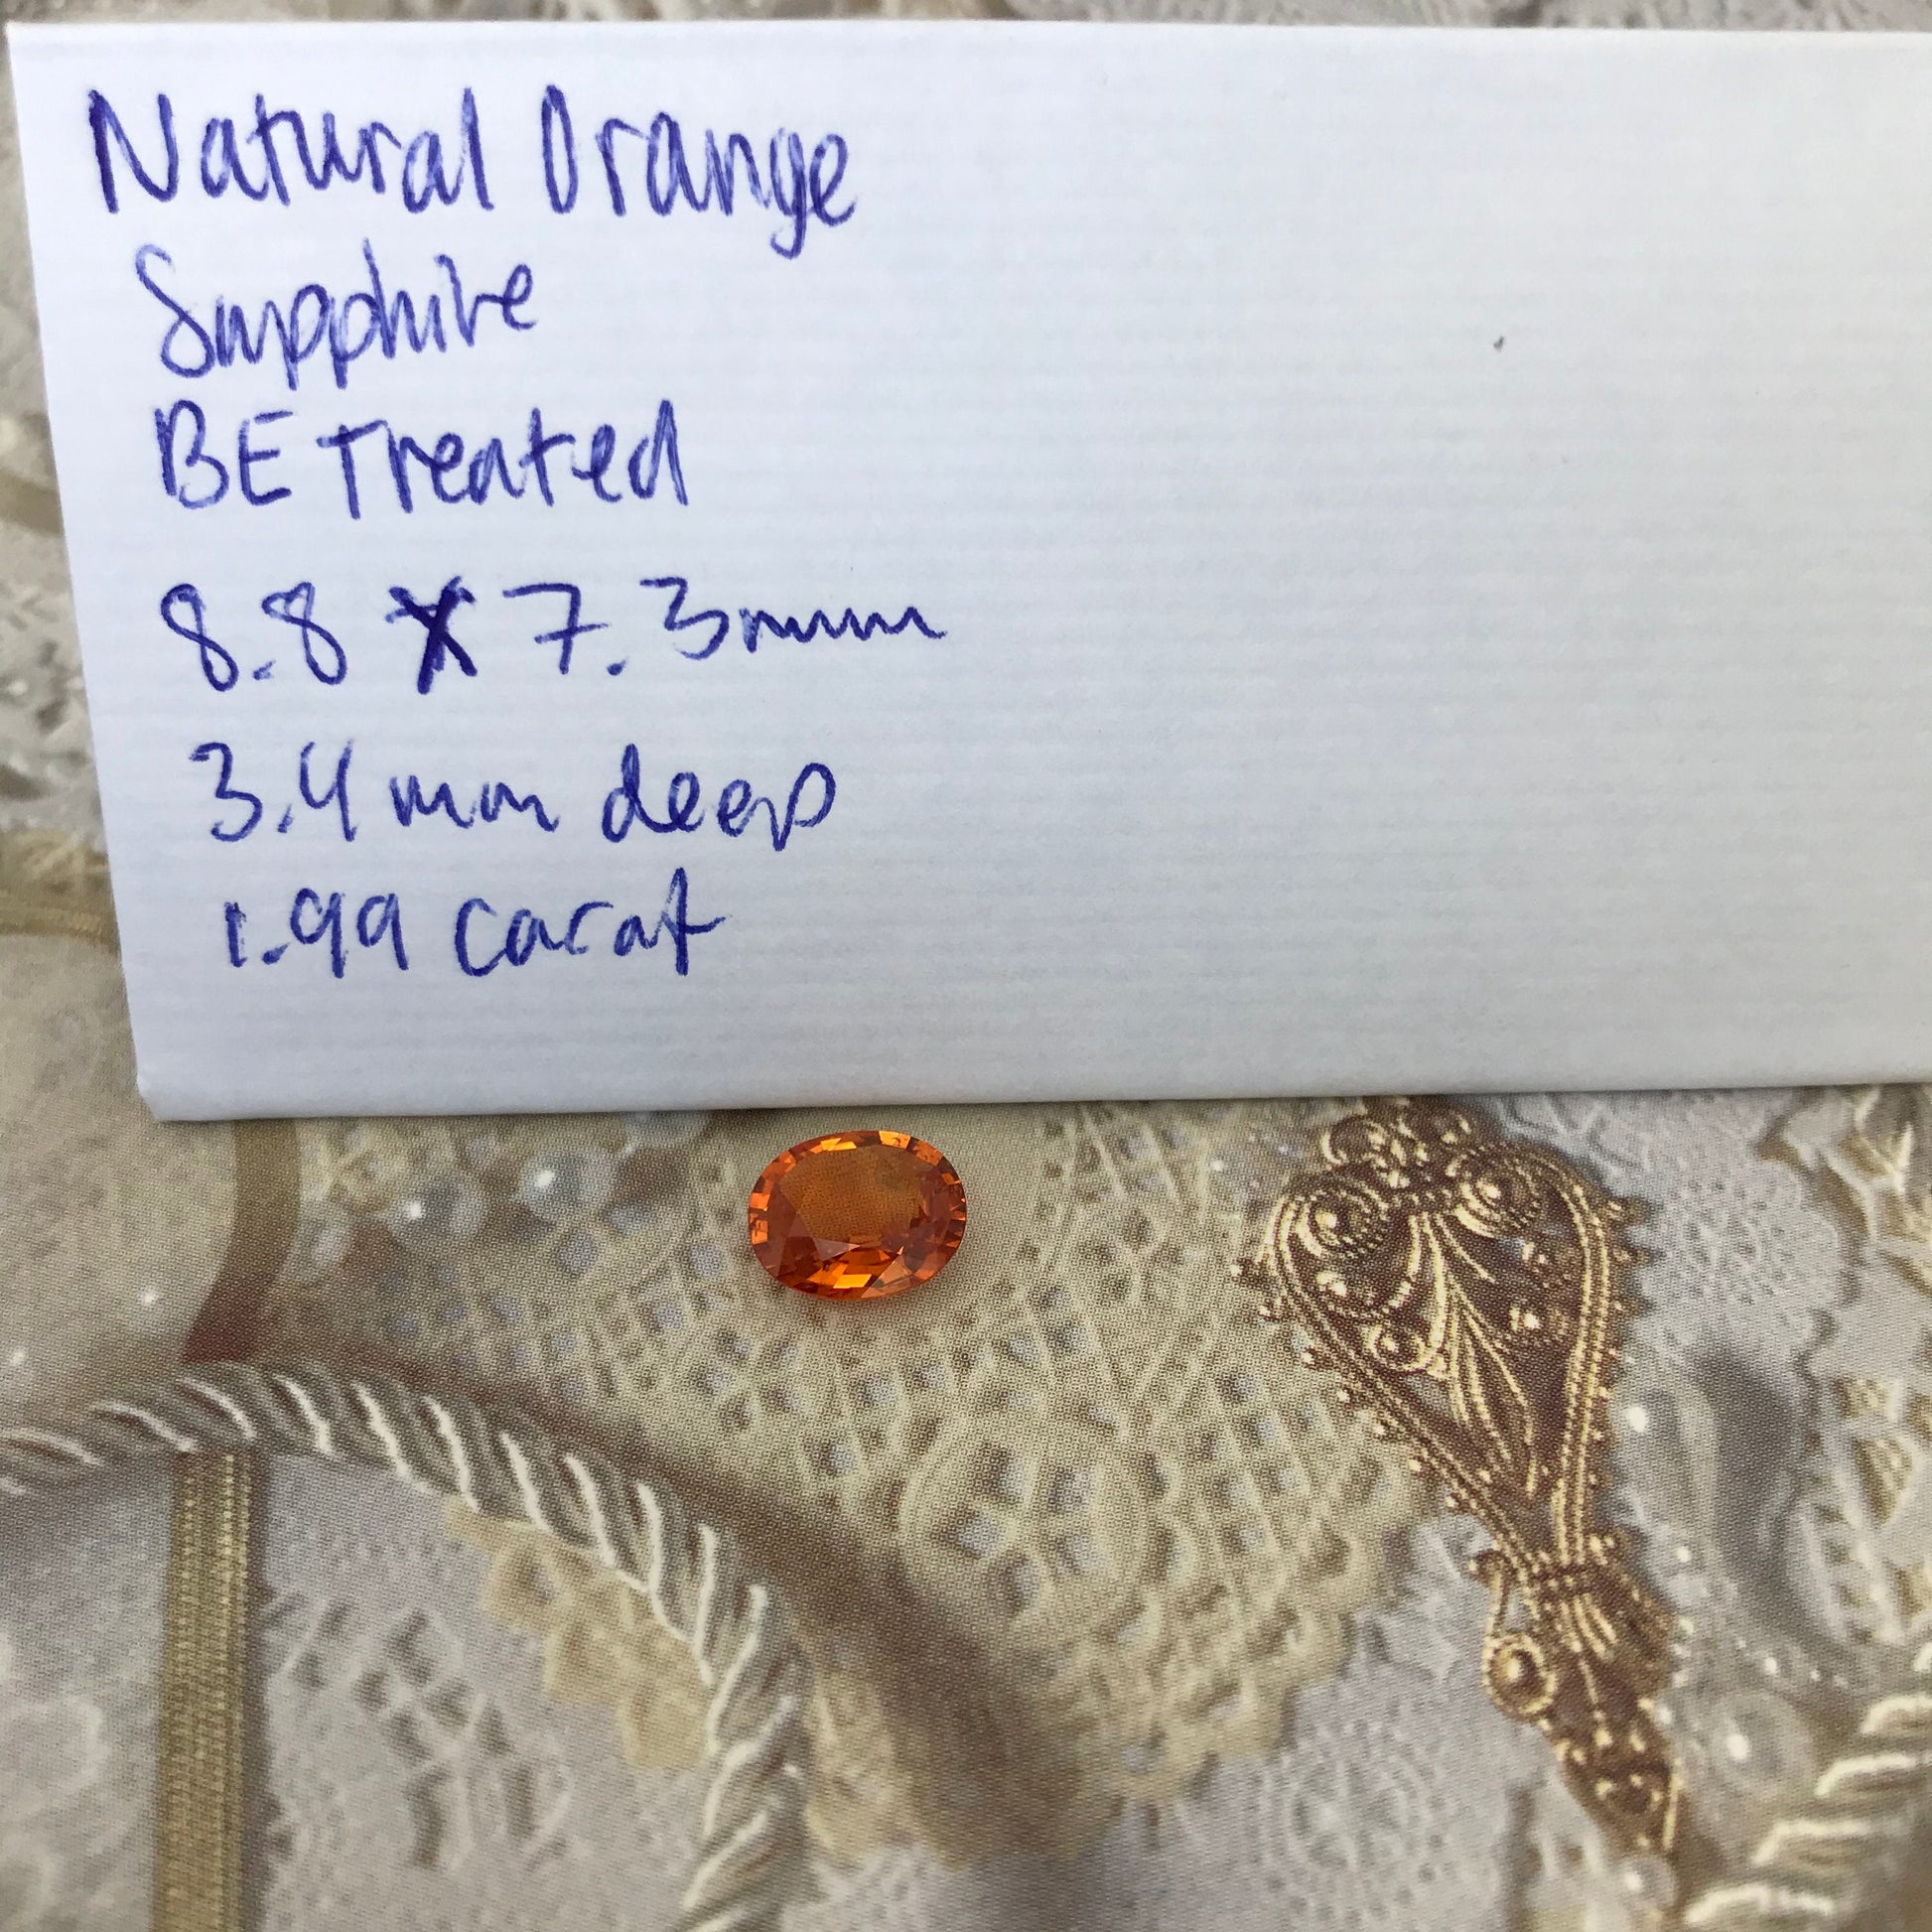 Natural Orange
Sapphire
BE Treated
8.8 X 7.3mm
3.4 mm deep
1.99 carat